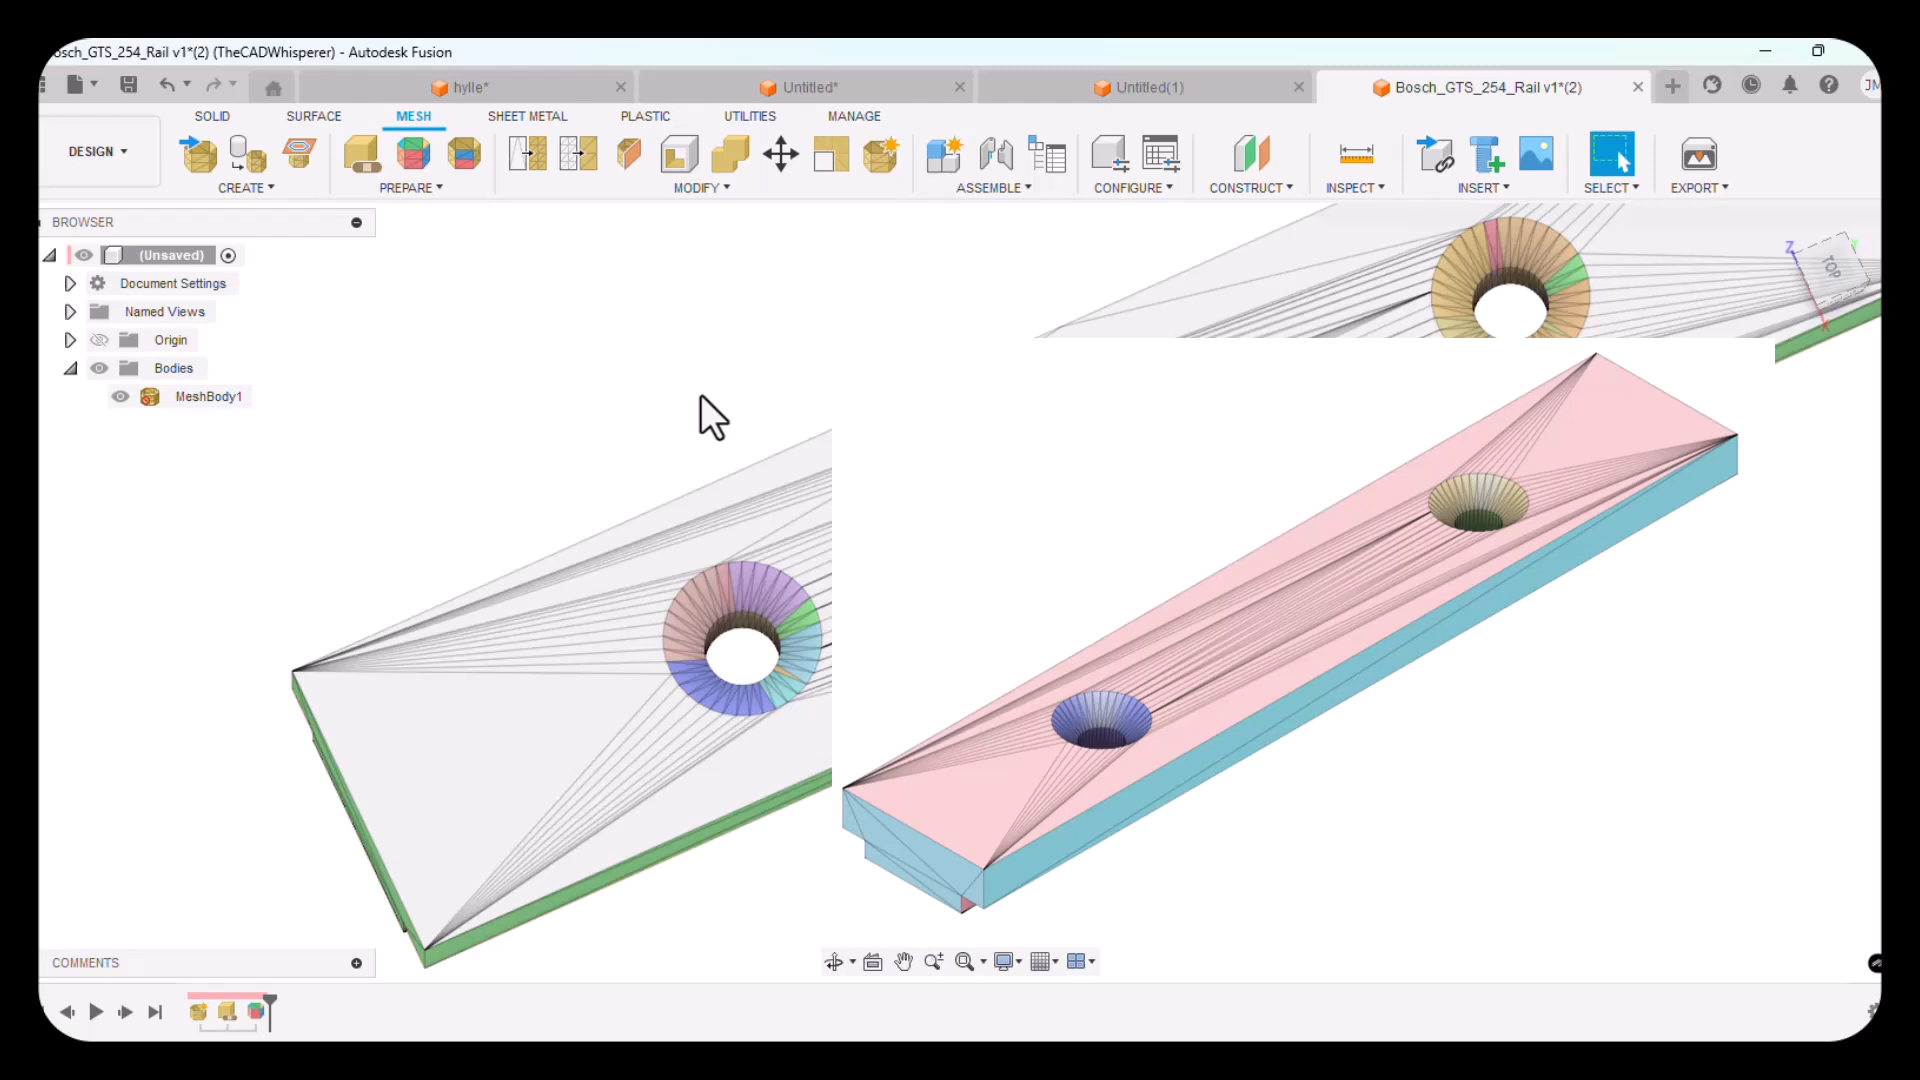 osch_GTS_254_Rail v1*(2) (TheCADWhisperer) - Autodesk Fusion
hylle*
Untitled*
Untitled(1)
Bosch_GTS_254_Rail v1*(2)
JM
SOLID
SURFACE
MESH
SHEET METAL
PLASTIC
UTILITIES
MANAGE
DESIGN
CREATE
PREPARE
MODIFY
ASSEMBLE
CONFIGURE
CONSTRUCT
INSPECT
INSERT
SELECT
EXPORT
BROWSER
(Unsaved)
Document Settings
Named Views
Origin
Bodies
MeshBody1
Z
Y
TOP
X
COMMENTS